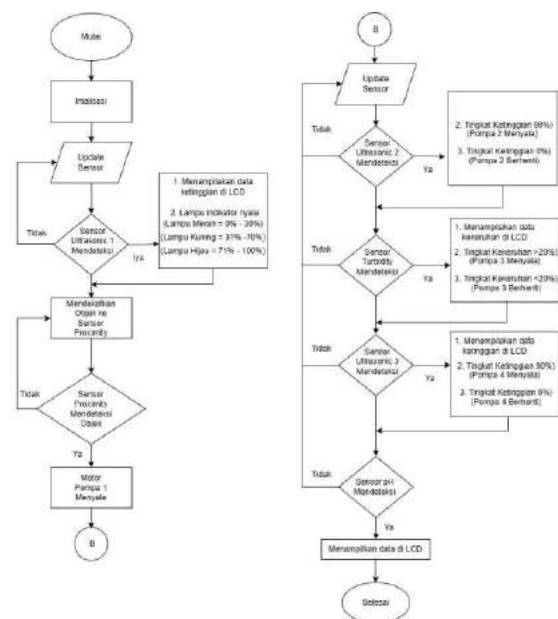 Mulai
Inialisasi
Update
Sensor
Tidak
Sensor
Ultrasonic 1
Mendeteksi
Iya
1. Menampilakan data
ketinggian di LCD
2. Lampu Indikator nyala
(Lampu Merah = 0% - 30%)
(Lampu Kuning = 31% -70%)
(Lampu Hijau = 71% - 100%)
Mendekatkan
Objek ke
Sensor
Proximity
Tidak
Sensor
Proximity
Mendeteksi
Objek
Ya
Motor
Pompa 1
Menyala
B
B
Update
Sensor
Tidak
Sensor
Ultrasonic 2
Mendeteksi
Ya
2. Tingkat Ketinggian 90%)
(Pompa 2 Menyala)
3. Tingkat Ketinggian 0%)
(Pompa 2 Berhenti)
Tidak
Sensor
Turbidity
Mendeteksi
Ya
1. Menampilakan data
kekeruhan di LCD
2. Tingkat Kekeruhan >20%)
(Pompa 3 Menyala)
3. Tingkat Kekeruhan <20%)
(Pompa 3 Berhenti)
Tidak
Sensor
Ultrasonic 3
Mendeteksi
Ya
1. Menampilakan data
ketinggian di LCD
2. Tingkat Ketinggian 90%)
(Pompa 4 Menyala)
3. Tingkat Ketinggian 0%)
(Pompa 4 Berhenti)
Tidak
Sensor pH
Mendeteksi
Ya
Menampilkan data di LCD
Selesai